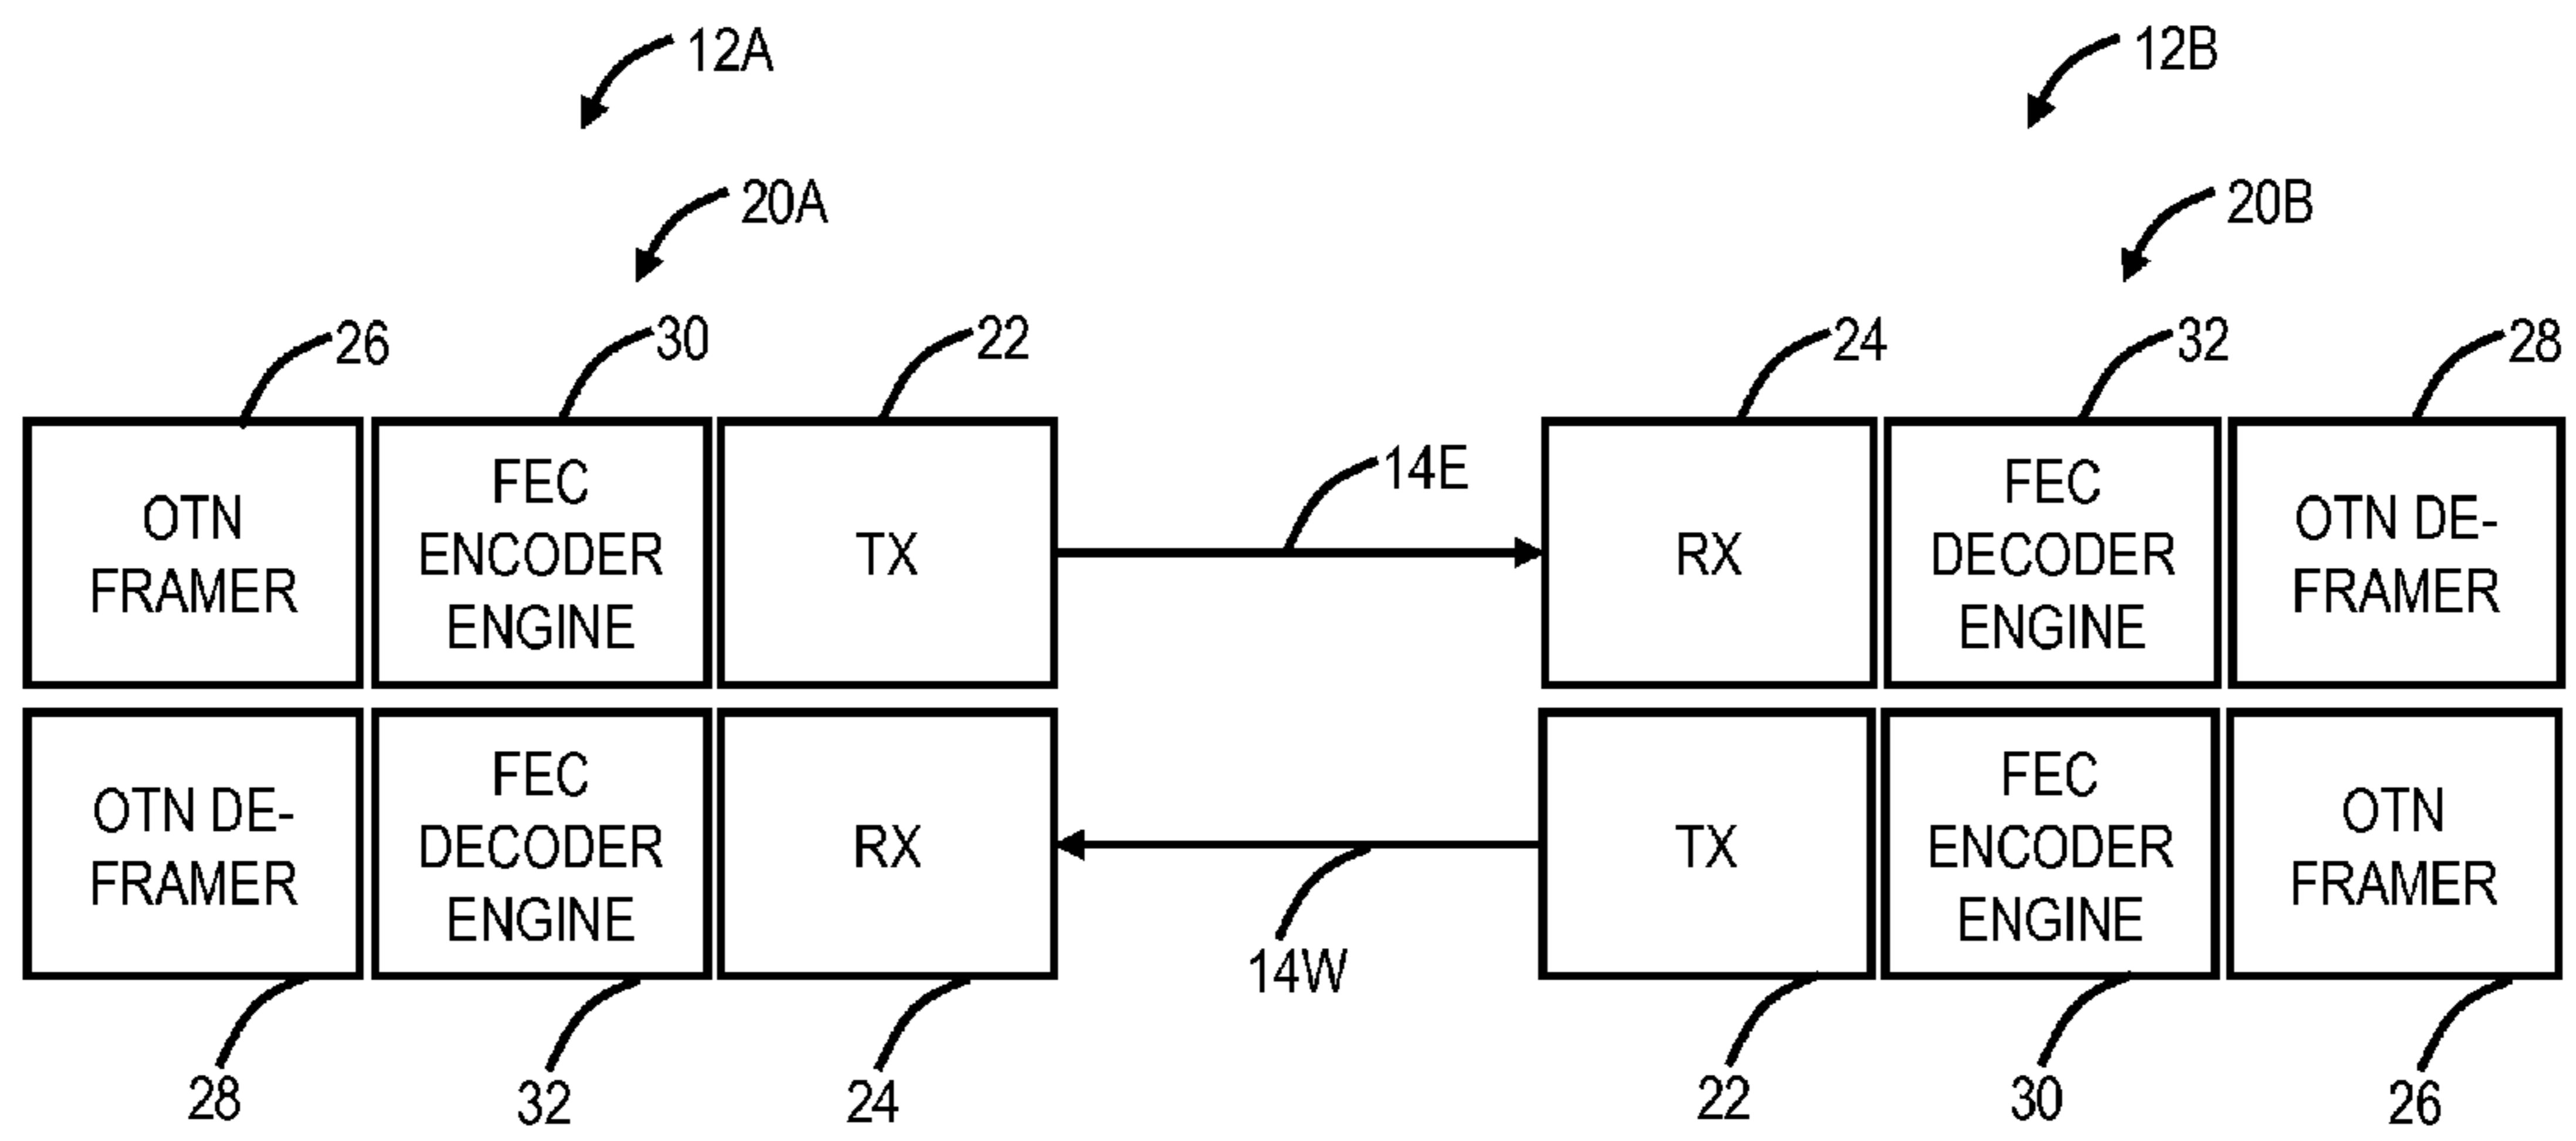 12A
12B
20A
20B
26
30
22
24
32
28
OTN
FRAMER
FEC
ENCODER
ENGINE
TX
14E
RX
FEC
DECODER
ENGINE
OTN DE-
FRAMER
OTN DE-
FRAMER
FEC
DECODER
ENGINE
RX
14W
TX
FEC
ENCODER
ENGINE
OTN
FRAMER
28
32
24
22
30
26